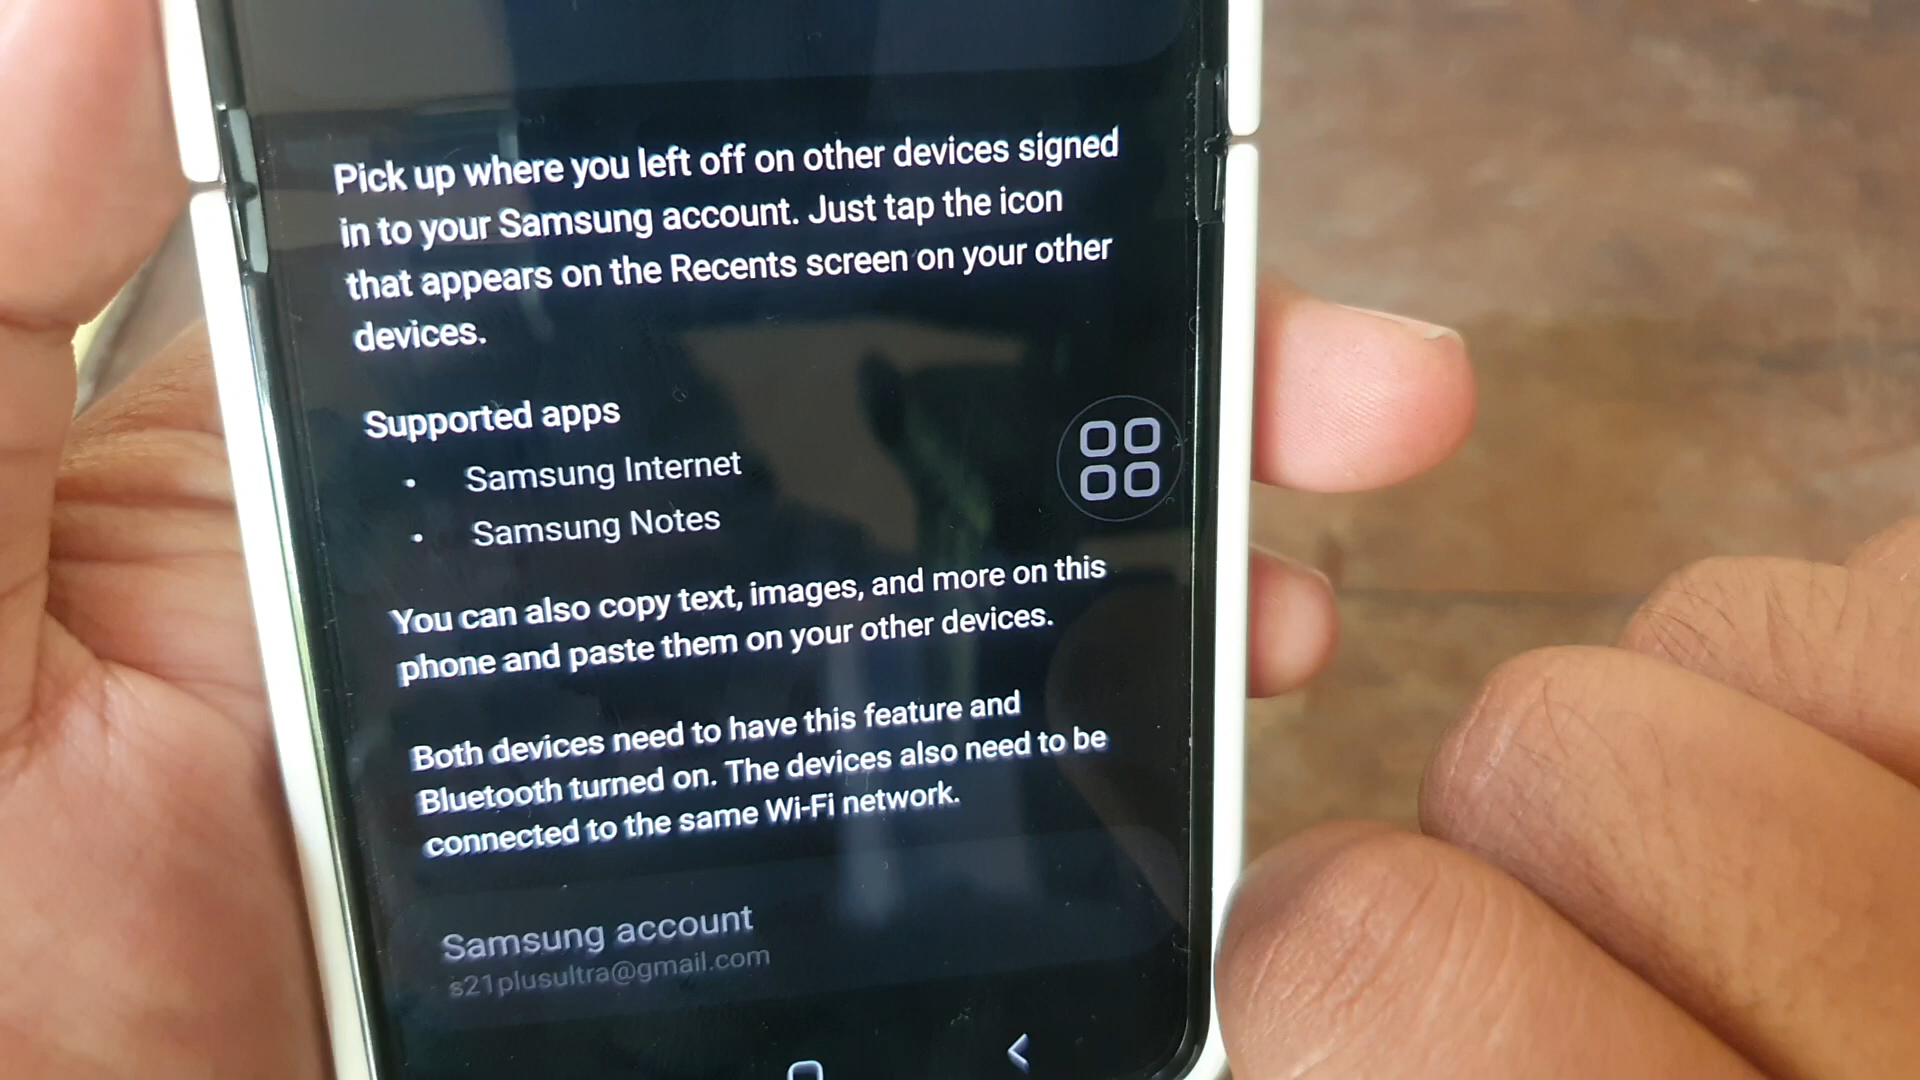 Pick up where you left off on other devices signed
in to your Samsung account. Just tap the icon
that appears on the Recents screen on your other
devices.
Supported apps
• Samsung Internet
• Samsung Notes
You can also copy text, images, and more on this
phone and paste them on your other devices.
Both devices need to have this feature and
Bluetooth turned on. The devices also need to be
connected to the same Wi-Fi network.
Samsung account
s21plusultra@gmail.com